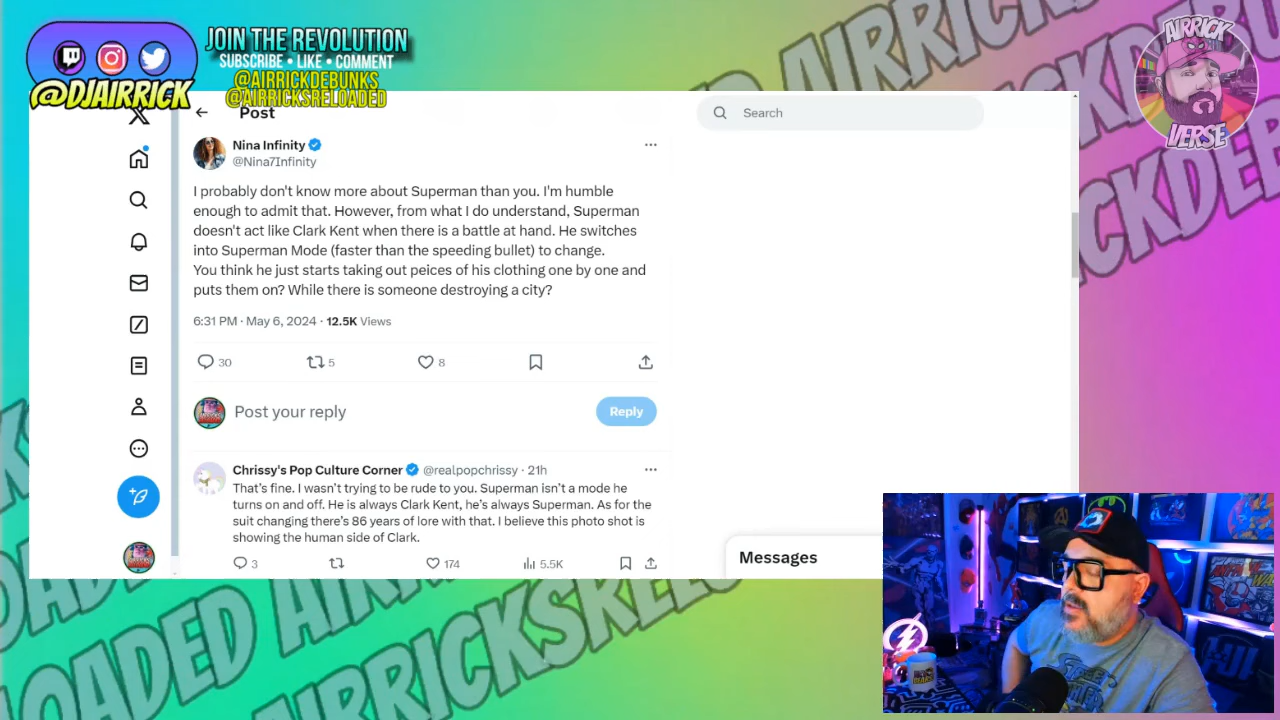 JOIN THE REVOLUTION
SUBSCRIBE • LIKE • COMMENT
@AIRRICKDEBUNKS
@AIRRICKSRELOADED
@DJAIRRICK
AIRRICK
VERSE
Post
Search
Nina Infinity
@Nina7Infinity
I probably don't know more about Superman than you. I'm humble
enough to admit that. However, from what I do understand, Superman
doesn't act like Clark Kent when there is a battle at hand. He switches
into Superman Mode (faster than the speeding bullet) to change.
You think he just starts taking out peices of his clothing one by one and
puts them on? While there is someone destroying a city?
6:31 PM · May 6, 2024 · 12.5K Views
30 5 8
Post your reply
Reply
Chrissy's Pop Culture Corner @realpopchrissy · 21h
That's fine. I wasn't trying to be rude to you. Superman isn't a mode he
turns on and off. He is always Clark Kent, he's always Superman. As for the
suit changing there's 86 years of lore with that. I believe this photo shot is
showing the human side of Clark.
3 174 5.5K
Messages
RELOADED AIRRICKDEBUNKS
RELOADED AIRRICKSRELOADED